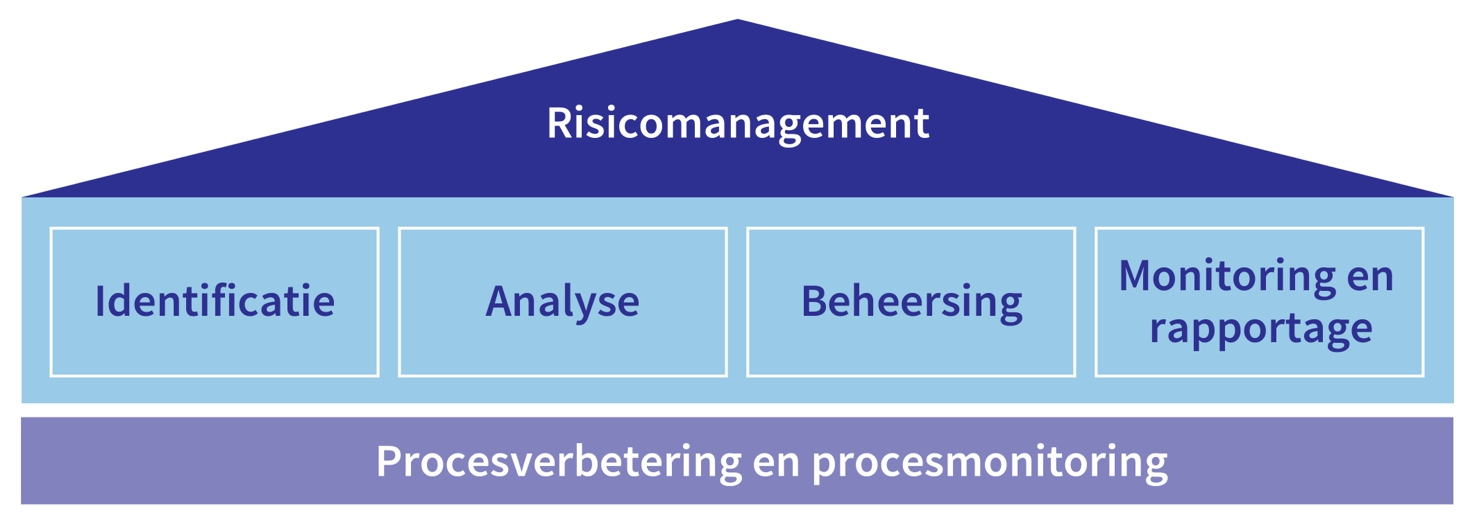 Risicomanagement
Identificatie
Analyse
Beheersing
Monitoring en
rapportage
Procesverbetering en procesmonitoring